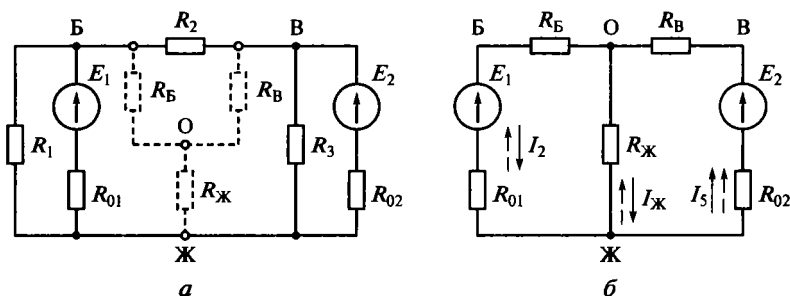 Б R2 В
E1 RБ RВ E2
О
R1 R3
R01 RЖ R02
Ж
а
Б RБ О RВ В
E1 E2
I2 RЖ
R01 IЖ I5 R02
Ж
б